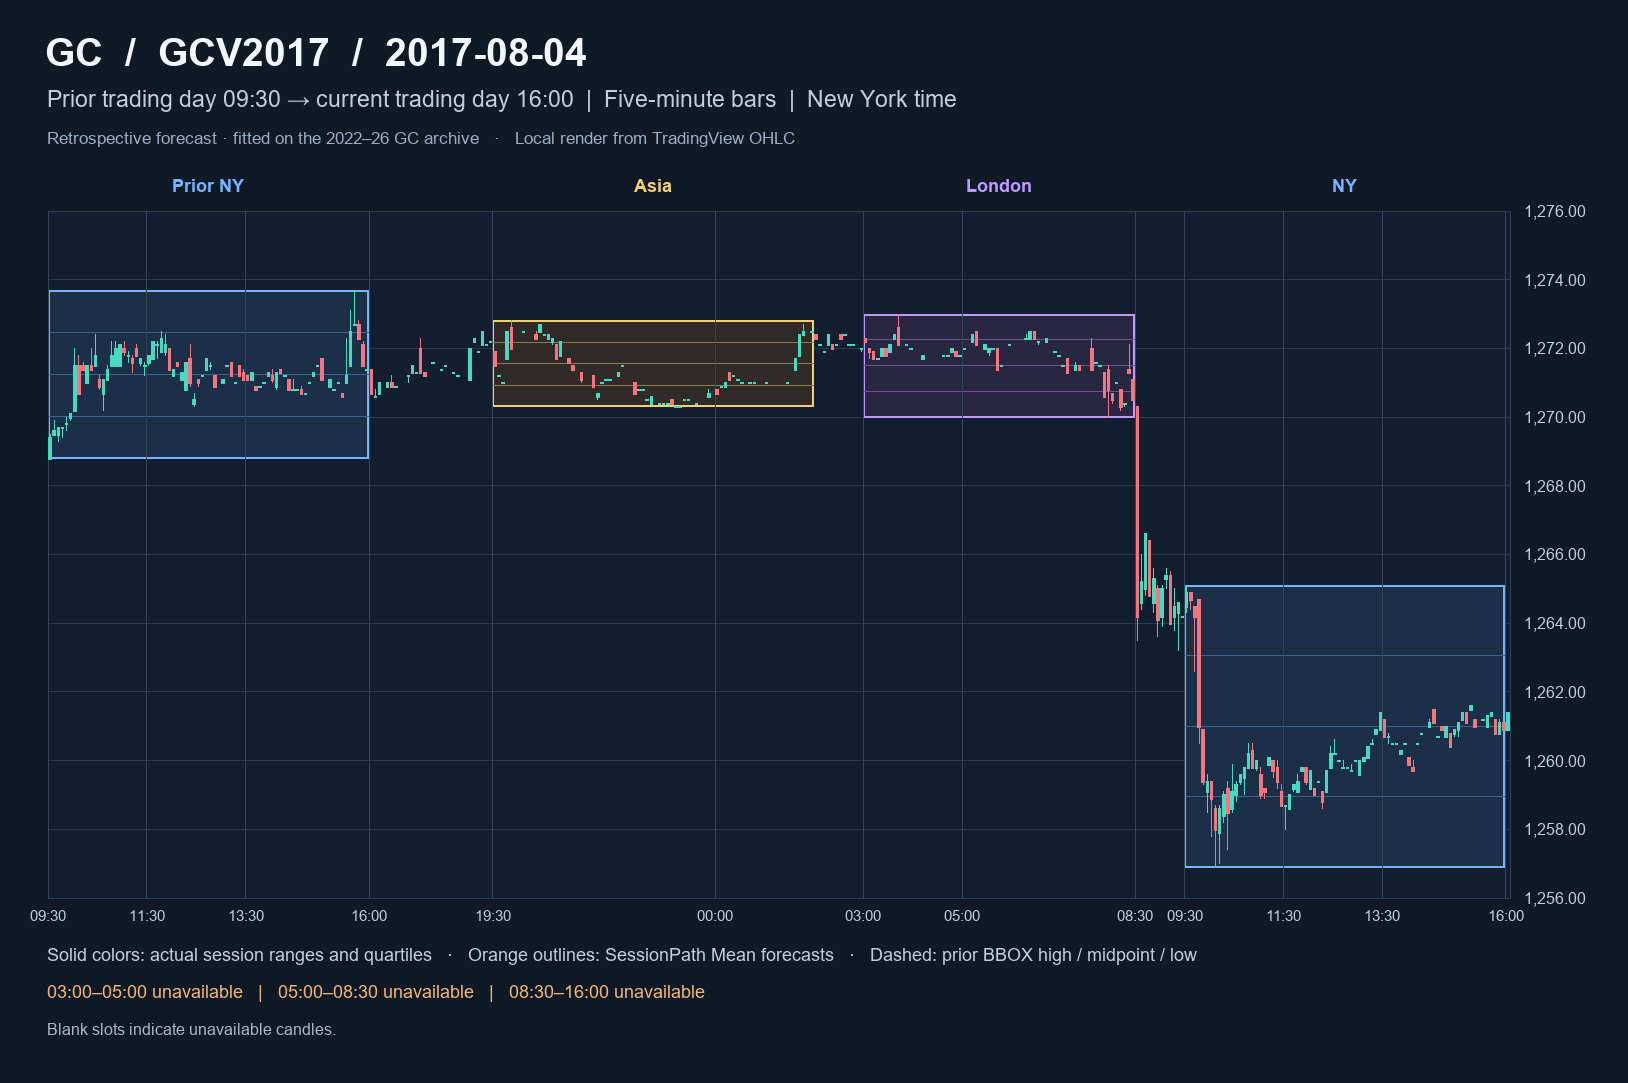 GC / GCV2017 / 2017-08-04
Prior trading day 09:30 → current trading day 16:00 | Five-minute bars | New York time
Retrospective forecast · fitted on the 2022–26 GC archive · Local render from TradingView OHLC
Prior NY Asia London NY
1,276.00
1,274.00
1,272.00
1,270.00
1,268.00
1,266.00
1,264.00
1,262.00
1,260.00
1,258.00
1,256.00
09:30 11:30 13:30 16:00 19:30 00:00 03:00 05:00 08:30 09:30 11:30 13:30 16:00
Solid colors: actual session ranges and quartiles · Orange outlines: SessionPath Mean forecasts · Dashed: prior BBOX high / midpoint / low
03:00–05:00 unavailable | 05:00–08:30 unavailable | 08:30–16:00 unavailable
Blank slots indicate unavailable candles.